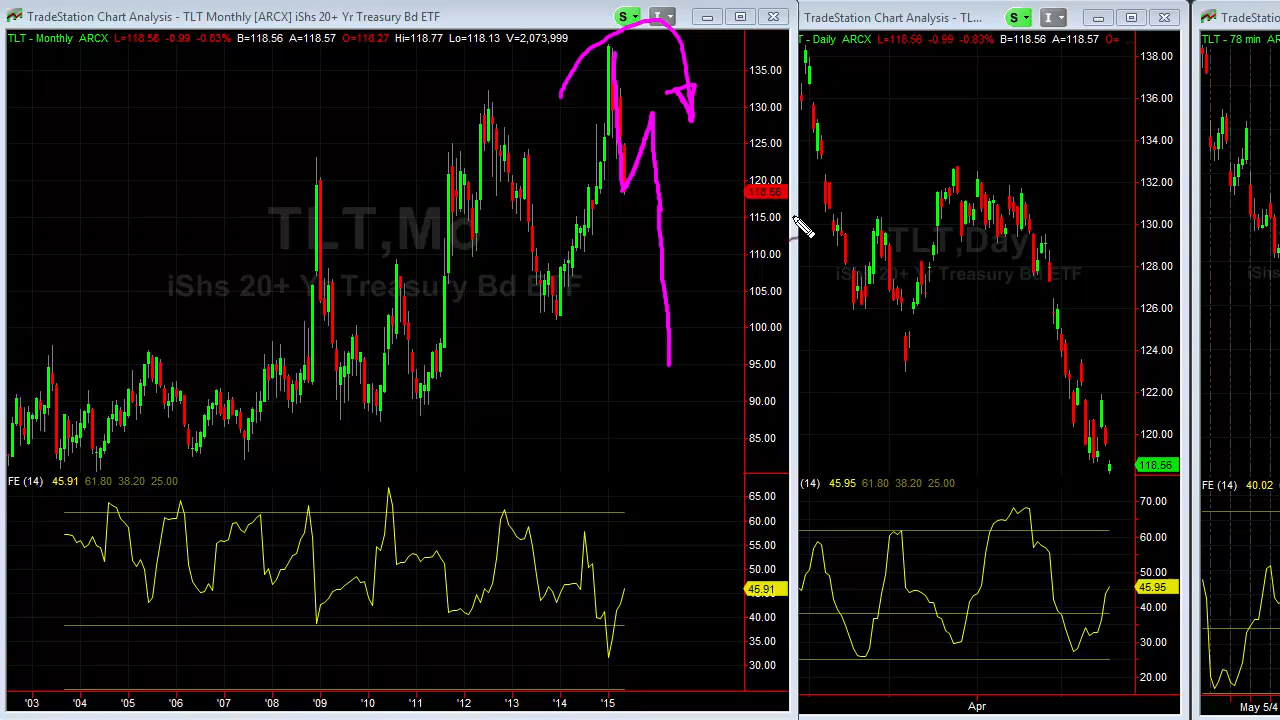 TradeStation Chart Analysis - TLT Monthly [ARCX] iShs 20+ Yr Treasury Bd ETF
S
I
TLT - Monthly ARCX L=118.56 -0.99 -0.83% B=118.56 A=118.57 O=118.27 Hi=118.77 Lo=118.13 V=2,073,999
135.00
130.00
125.00
120.00
118.56
115.00
110.00
105.00
100.00
95.00
90.00
85.00
TLT,Mo
iShs 20+ Yr Treasury Bd ETF
FE (14) 45.91 61.80 38.20 25.00
65.00
60.00
55.00
50.00
45.91
40.00
35.00
30.00
'03 '04 '05 '06 '07 '08 '09 '10 '11 '12 '13 '14 '15
TradeStation Chart Analysis - TL...
S
I
T - Daily ARCX L=118.56 -0.99 -0.83% B=118.56 A=118.57 O= ...
138.00
136.00
134.00
132.00
130.00
128.00
126.00
124.00
122.00
120.00
118.56
TLT,Day
iShs 20+ Yr Treasury Bd ETF
(14) 45.95 61.80 38.20 25.00
70.00
60.00
50.00
45.95
40.00
30.00
20.00
Apr
TradeStatio
TLT - 78 min AR
iShs
FE (14) 40.02 6
May 5/4